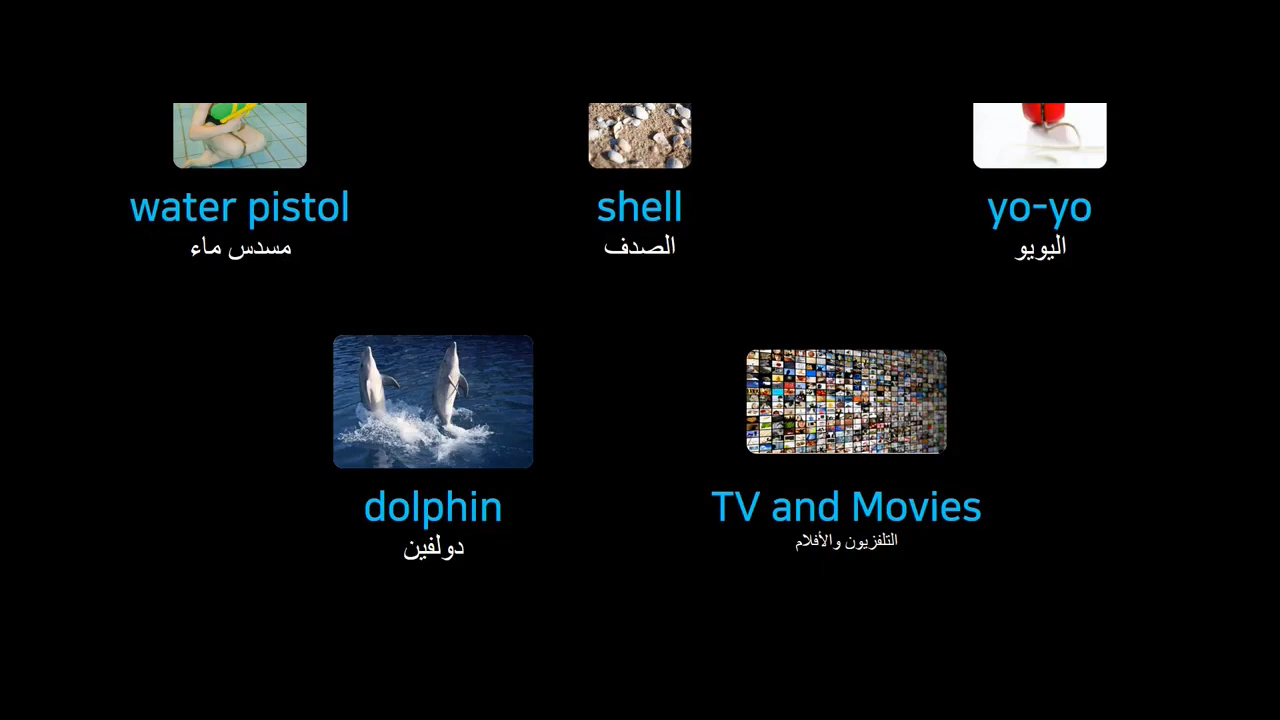 water pistol
مسدس ماء
shell
الصدف
yo-yo
اليويو
dolphin
دولفين
TV and Movies
التلفزيون والأفلام